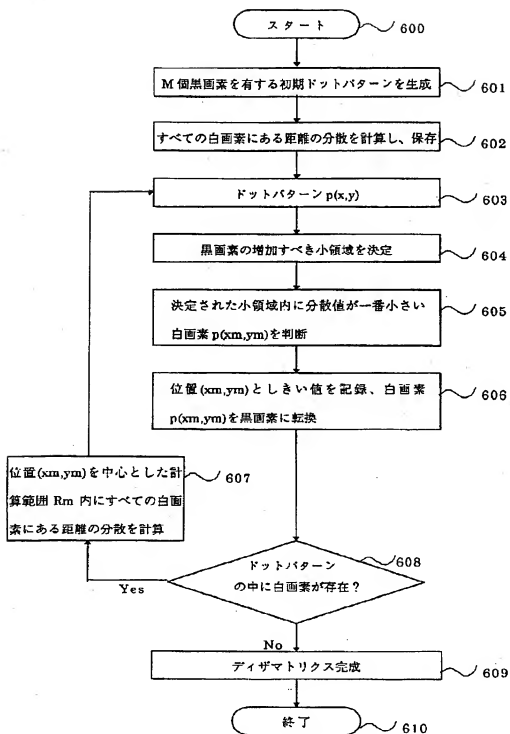 スタート
600
M個黒画素を有する初期ドットパターンを生成
601
すべての白画素にある距離の分散を計算し、保存
602
ドットパターン p(x,y)
603
黒画素の増加すべき小領域を決定
604
決定された小領域内に分散値が一番小さい
白画素 p(xm,ym)を判断
605
位置(xm,ym)としきい値を記録、白画素
p(xm,ym)を黒画素に転換
606
位置(xm,ym)を中心とした計
算範囲 Rm 内にすべての白画
素にある距離の分散を計算
607
ドットパターン
の中に白画素が存在?
608
Yes
No
ディザマトリクス完成
609
終了
610